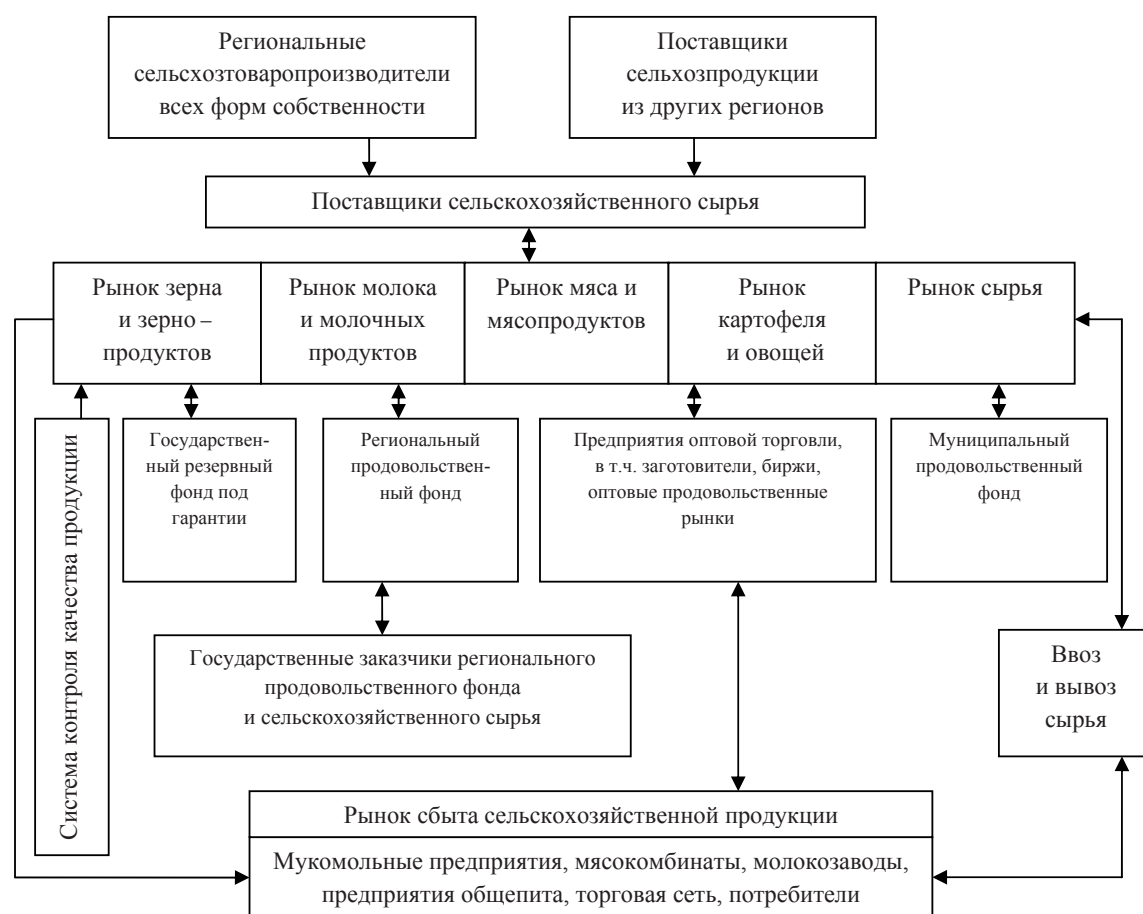 Региональные
сельсхозтоваропроизводители
всех форм собственности
Поставщики
сельхозпродукции
из других регионов
Поставщики сельскохозяйственного сырья
Рынок зерна
и зерно –
продуктов
Рынок молока
и молочных
продуктов
Рынок мяса и
мясопродуктов
Рынок
картофеля
и овощей
Рынок сырья
Система контроля качества продукции
Государствен-
ный резервный
фонд под
гарантии
Региональный
продовольствен-
ный фонд
Предприятия оптовой торговли,
в т.ч. заготовители, биржи,
оптовые продовольственные
рынки
Муниципальный
продовольственный
фонд
Государственные заказчики регионального
продовольственного фонда
и сельскохозяйственного сырья
Ввоз
и вывоз
сырья
Рынок сбыта сельскохозяйственной продукции
Мукомольные предприятия, мясокомбинаты, молокозаводы,
предприятия общепита, торговая сеть, потребители